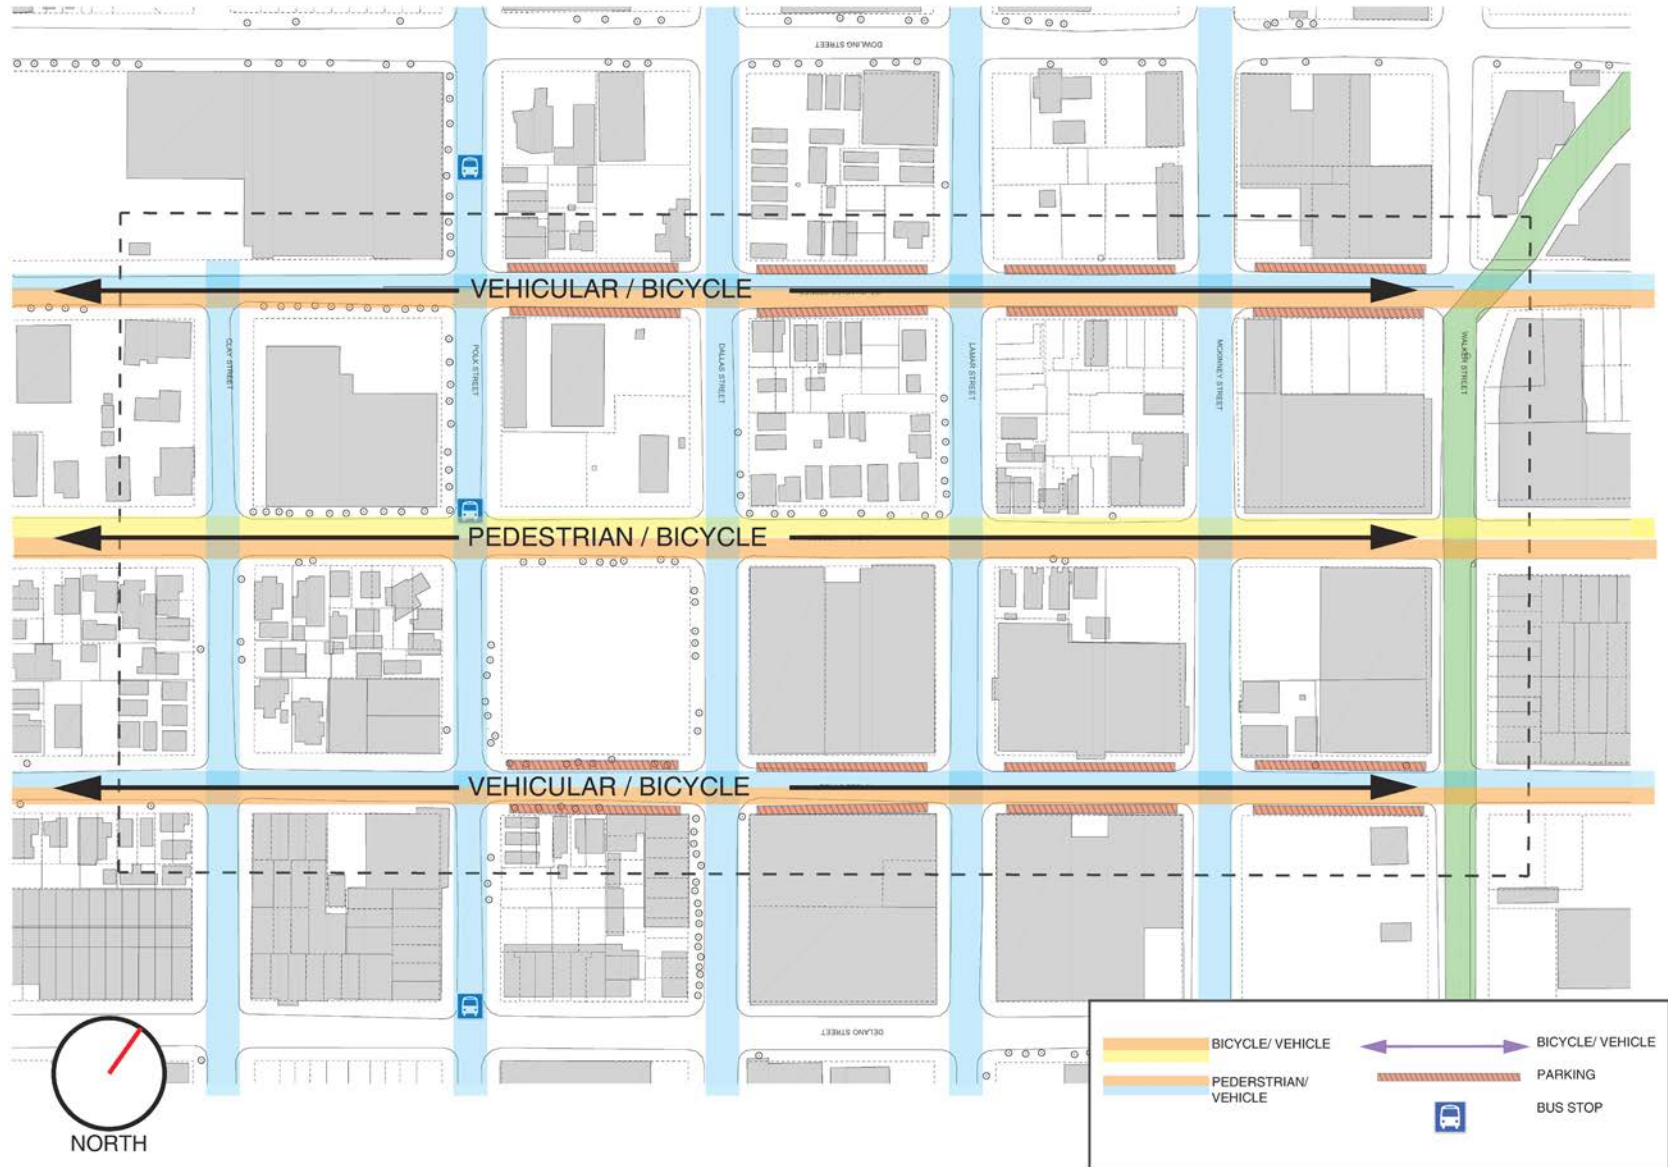 DOWLING STREET
VEHICULAR / BICYCLE
CLAY STREET
POLK STREET
DALLAS STREET
LAMAR STREET
MCKINNEY STREET
WALKER STREET
PEDESTRIAN / BICYCLE
VEHICULAR / BICYCLE
DELANO STREET
NORTH
BICYCLE/ VEHICLE
PEDERSTRIAN/
VEHICLE
BICYCLE/ VEHICLE
PARKING
BUS STOP